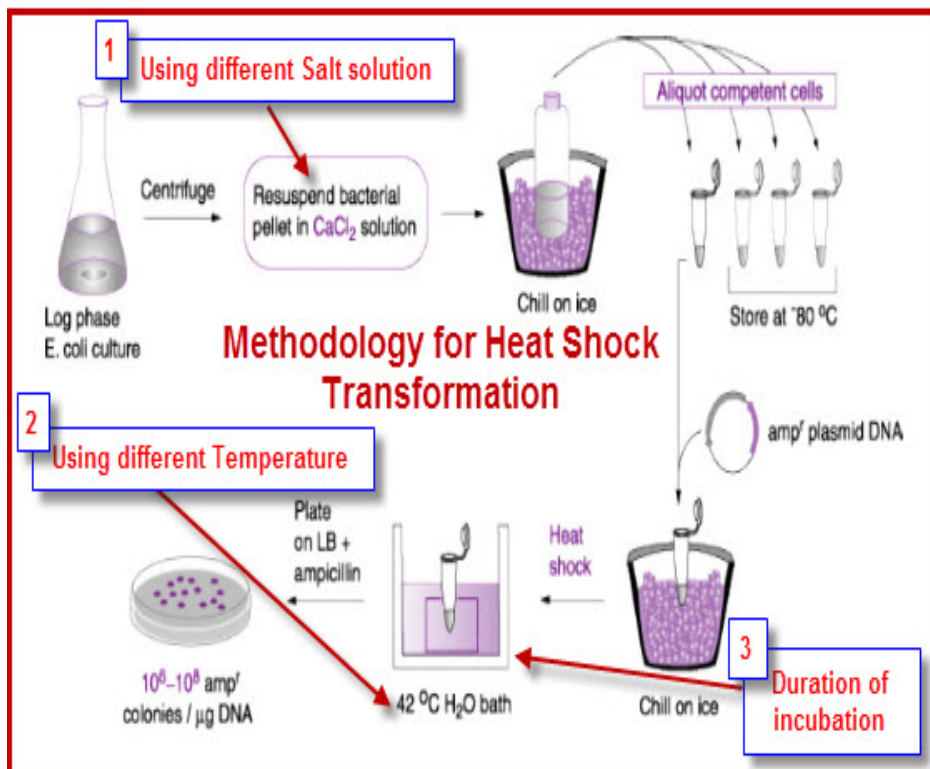 1
Using different Salt solution
Aliquot competent cells
Centrifuge
Resuspend bacterial
pellet in CaCl₂ solution
Chill on ice
Log phase
E. coli culture
Store at ⁻80 ⁰C
Methodology for Heat Shock
Transformation
2
Using different Temperature
ampʳ plasmid DNA
Plate
on LB +
ampicillin
Heat
shock
3
Duration of
incubation
10⁶–10⁸ ampʳ
colonies / µg DNA
42 ⁰C H₂O bath
Chill on ice